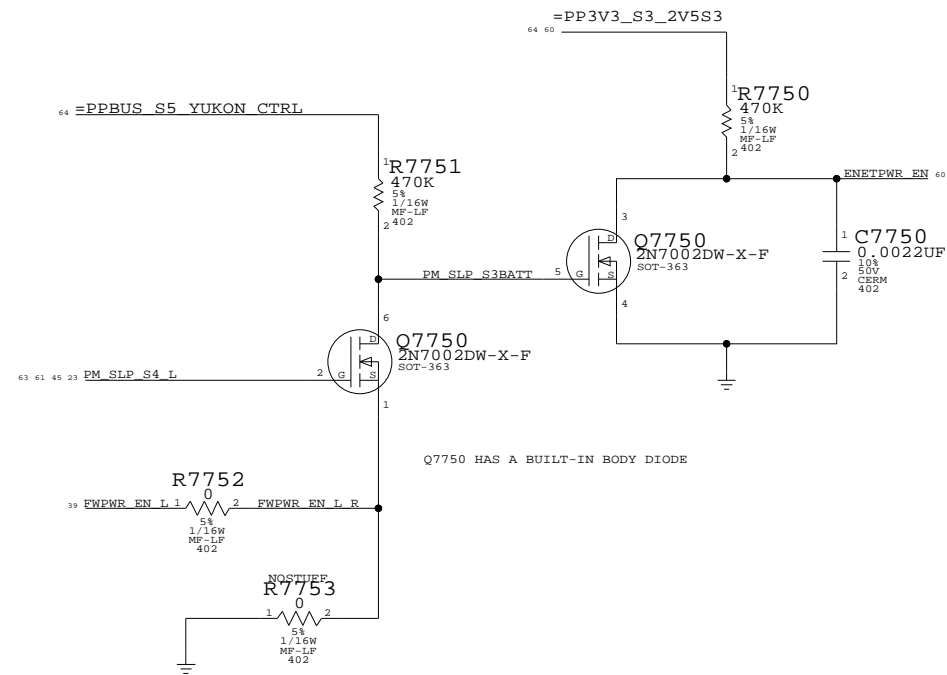 =PP3V3_S3_2V5S3
64 60
1
R7750
470K
5%
1/16W
MF-LF
2
402
64 =PPBUS_S5_YUKON_CTRL
1
R7751
470K
5%
1/16W
MF-LF
2
402
ENETPWR_EN 60
3
D
Q7750
2N7002DW-X-F
SOT-363
PM_SLP_S3BATT 5 G S
4
1
C7750
0.0022UF
10%
2
50V
CERM
402
6
D
Q7750
2N7002DW-X-F
SOT-363
63 61 45 23 PM_SLP_S4_L 2 G S
1
Q7750 HAS A BUILT-IN BODY DIODE
R7752
0
39 FWPWR_EN_L 1 2 FWPWR_EN_L_R
5%
1/16W
MF-LF
402
NOSTUFF
R7753
0
1 2
5%
1/16W
MF-LF
402